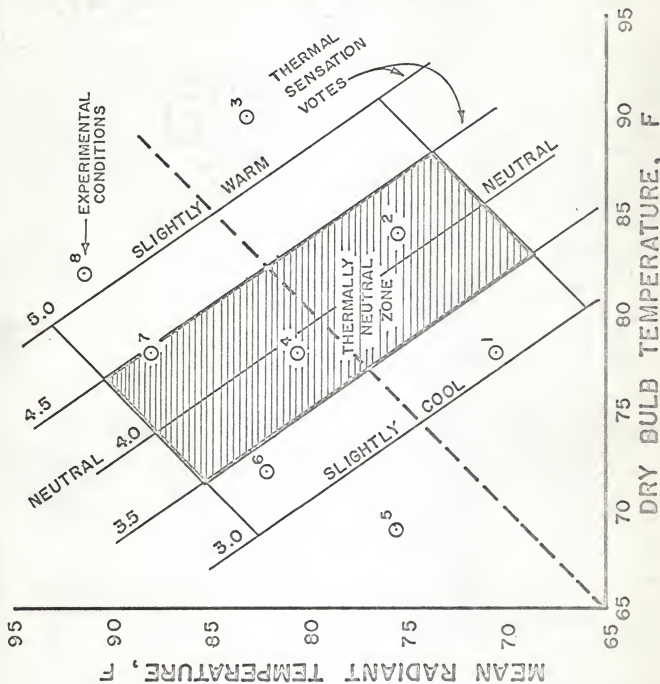 95
90
85
80
75
70
65
MEAN RADIANT TEMPERATURE, F
8
EXPERIMENTAL
CONDITIONS
3
THERMAL
SENSATION
VOTES
5.0
SLIGHTLY WARM
4.5
7
NEUTRAL
4.0
4
2
THERMALLY
NEUTRAL
ZONE
NEUTRAL
3.5
6
3.0
SLIGHTLY COOL
1
5
65
70
75
80
85
90
95
DRY BULB TEMPERATURE, F